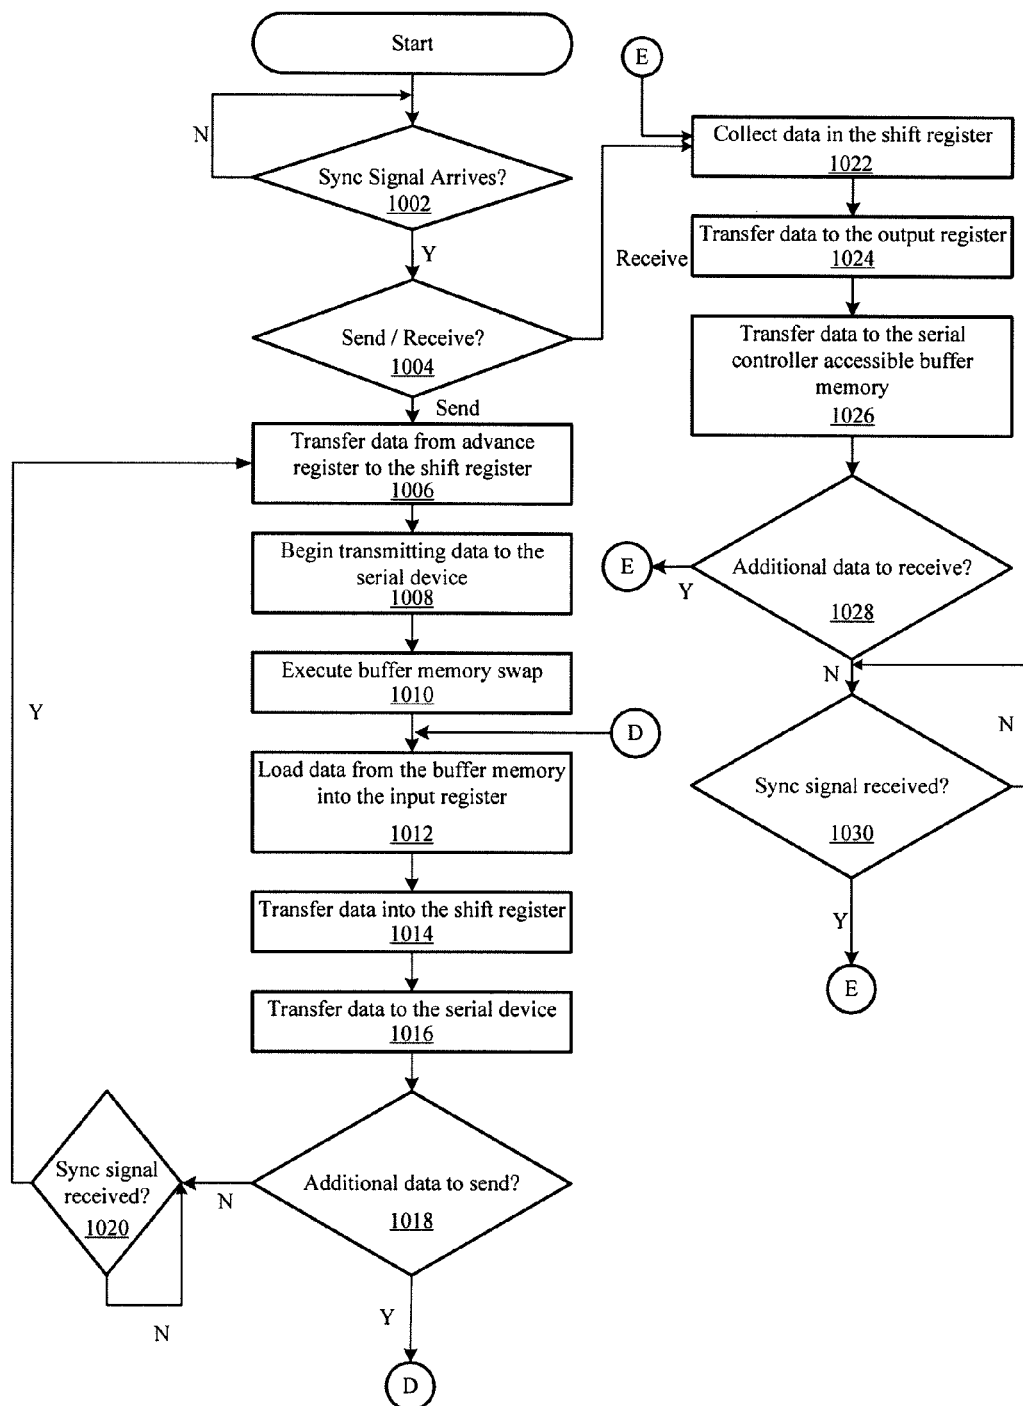 Start
N
Sync Signal Arrives?
1002
Y
Send / Receive?
1004
Send
Transfer data from advance
register to the shift register
1006
Begin transmitting data to the
serial device
1008
Execute buffer memory swap
1010
D
Load data from the buffer memory
into the input register
1012
Transfer data into the shift register
1014
Transfer data to the serial device
1016
Additional data to send?
1018
N
Sync signal
received?
1020
N
Y
Y
D
E
Receive
Collect data in the shift register
1022
Transfer data to the output register
1024
Transfer data to the serial
controller accessible buffer
memory
1026
Additional data to receive?
1028
Y
E
N
Sync signal received?
1030
N
Y
E